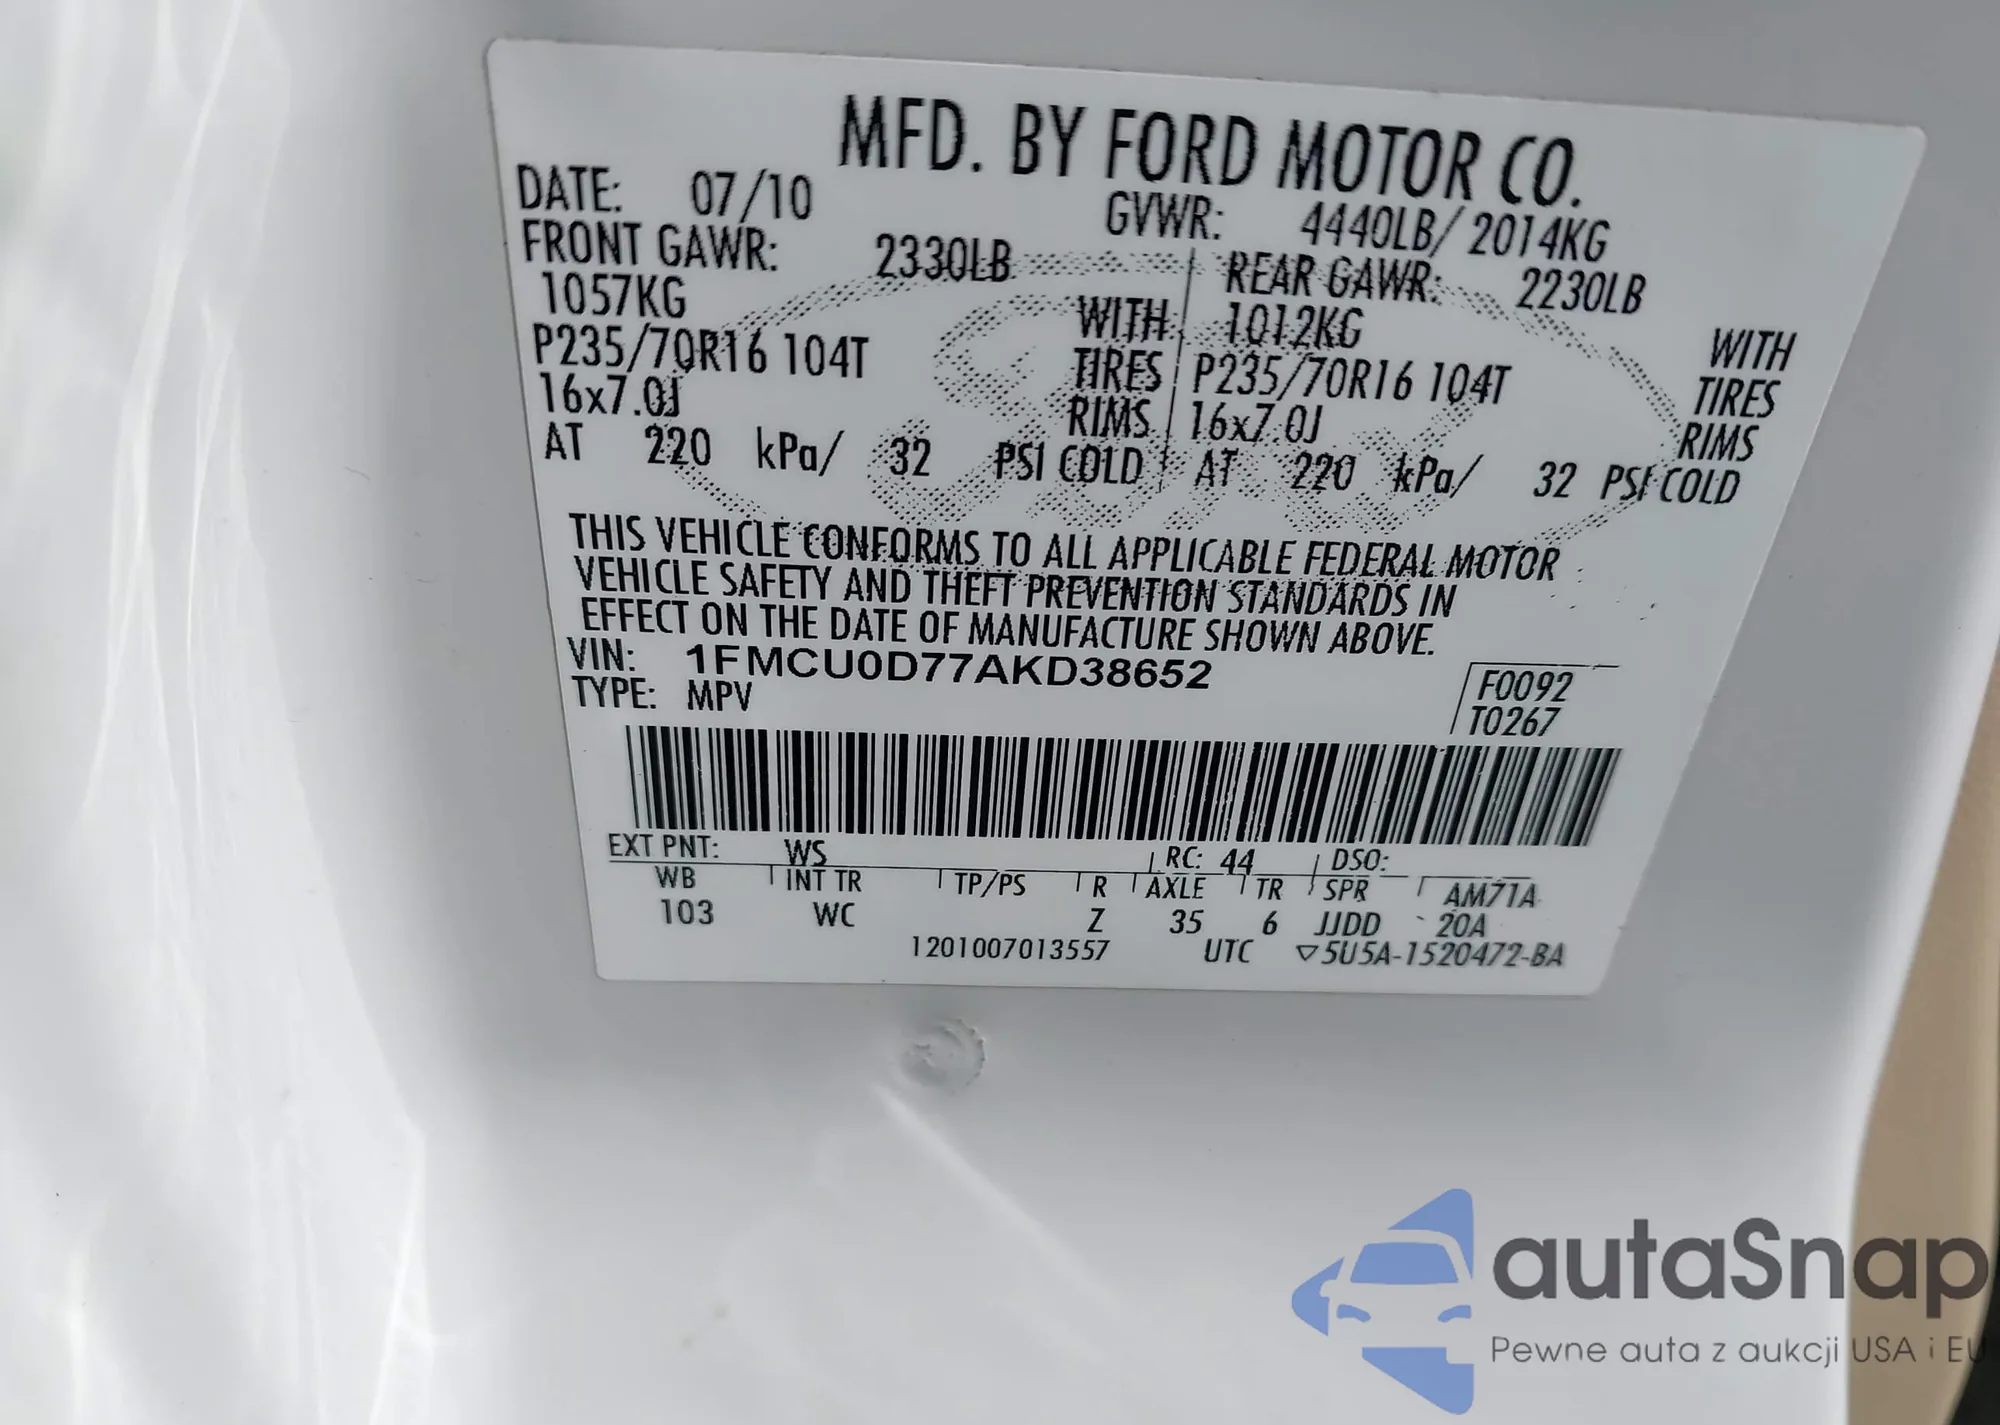 MFD. BY FORD MOTOR CO.
DATE: 07/10 GVWR: 4440LB/ 2014KG
FRONT GAWR: 2330LB REAR GAWR: 2230LB
1057KG WITH 1012KG WITH
P235/70R16 104T TIRES P235/70R16 104T TIRES
16x7.0J RIMS 16x7.0J RIMS
AT 220 kPa/ 32 PSI COLD AT 220 kPa/ 32 PSI COLD
THIS VEHICLE CONFORMS TO ALL APPLICABLE FEDERAL MOTOR
VEHICLE SAFETY AND THEFT PREVENTION STANDARDS IN
EFFECT ON THE DATE OF MANUFACTURE SHOWN ABOVE.
VIN: 1FMCU0D77AKD38652
TYPE: MPV
F0092
T0267
EXT PNT: WS RC: 44 DSO:
WB INT TR TP/PS R AXLE TR SPR AM71A
103 WC Z 35 6 JJDD 20A
1201007013557 UTC ▽5U5A-1520472-BA
autaSnap
Pewne auta z aukcji USA i EU